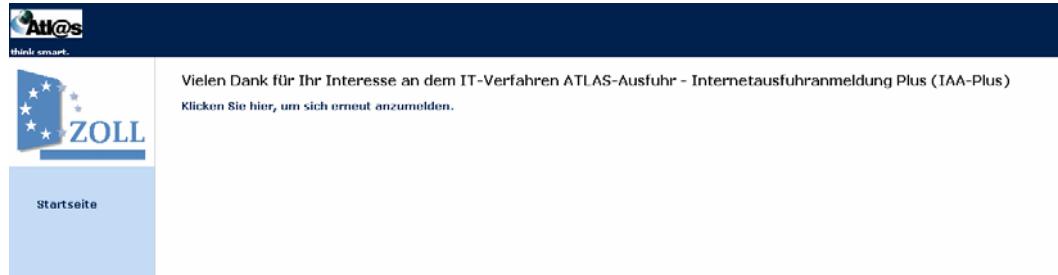 Atl@s
think smart.
Vielen Dank für Ihr Interesse an dem IT-Verfahren ATLAS-Ausfuhr - Internetausfuhranmeldung Plus (IAA-Plus)
Klicken Sie hier, um sich erneut anzumelden.
ZOLL
Startseite